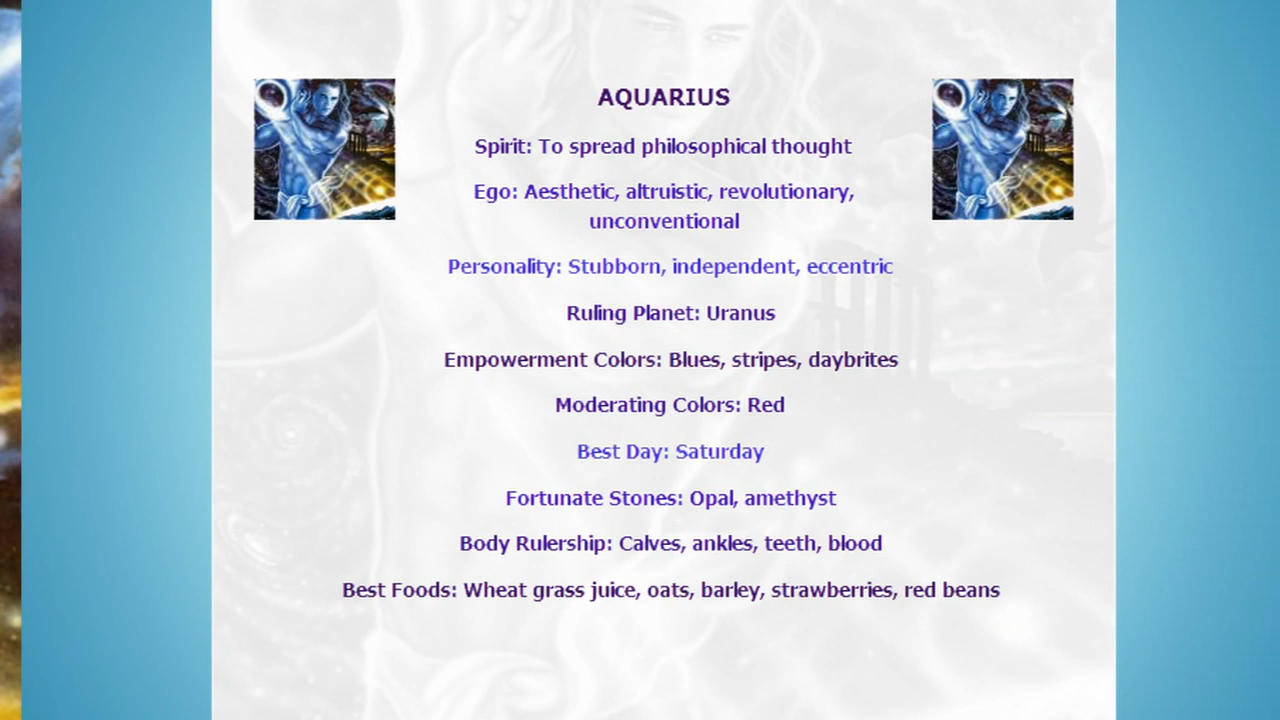 AQUARIUS
Spirit: To spread philosophical thought
Ego: Aesthetic, altruistic, revolutionary,
unconventional
Personality: Stubborn, independent, eccentric
Ruling Planet: Uranus
Empowerment Colors: Blues, stripes, daybrites
Moderating Colors: Red
Best Day: Saturday
Fortunate Stones: Opal, amethyst
Body Rulership: Calves, ankles, teeth, blood
Best Foods: Wheat grass juice, oats, barley, strawberries, red beans